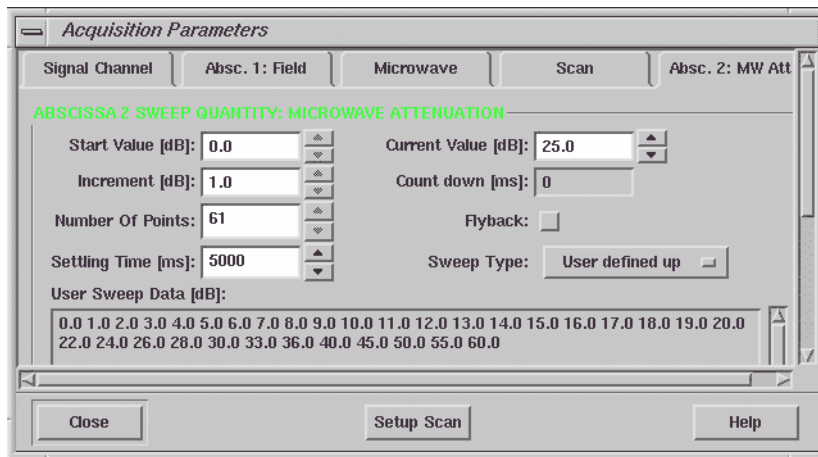 Acquisition Parameters
Signal Channel Absc. 1: Field Microwave Scan Absc. 2: MW Att
ABSCISSA 2 SWEEP QUANTITY: MICROWAVE ATTENUATION
Start Value [dB]: 0.0 Current Value [dB]: 25.0
Increment [dB]: 1.0 Count down [ms]: 0
Number Of Points: 61 Flyback:
Settling Time [ms]: 5000 Sweep Type: User defined up
User Sweep Data [dB]:
0.0 1.0 2.0 3.0 4.0 5.0 6.0 7.0 8.0 9.0 10.0 11.0 12.0 13.0 14.0 15.0 16.0 17.0 18.0 19.0 20.0
22.0 24.0 26.0 28.0 30.0 33.0 36.0 40.0 45.0 50.0 55.0 60.0
Close Setup Scan Help